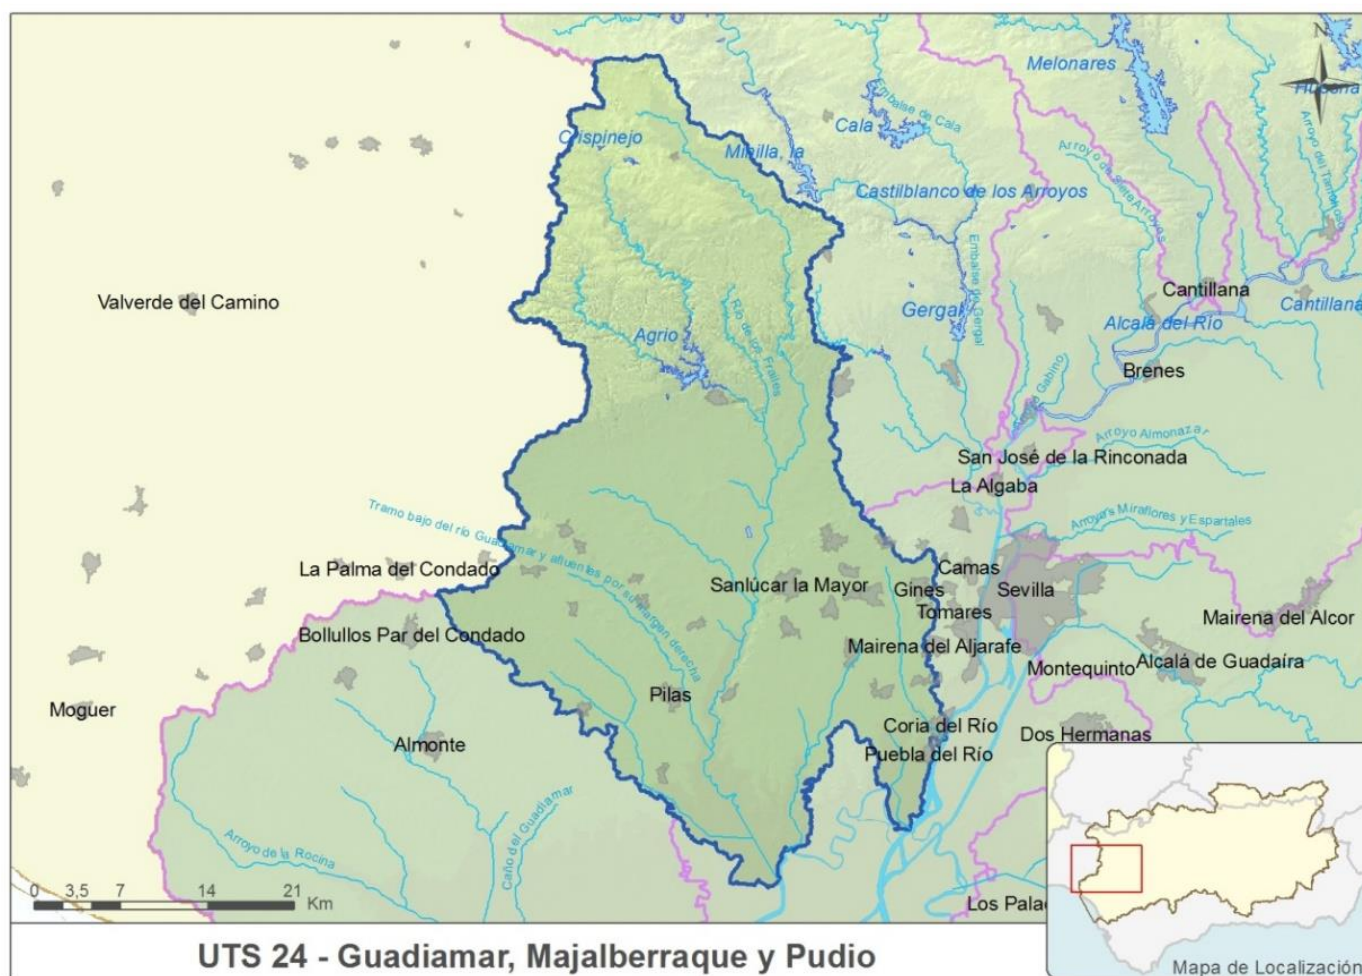 N
Melonares
Huesna
Embalse de Cala
Cala
Crispinejo
Minilla, la
Arroyo de Siete Arroyos
Castilblanco de los Arroyos
Embalse de Gergal
Valverde del Camino
Cantillana
Cantillana
Gergal
Alcalá del Río
Agrio
Río de los Frailes
Brenes
Arroyo Almonazar
San José de la Rinconada
La Algaba
Tramo bajo del río Guadiamar y afluentes por su margen derecha
Arroyos Miraflores y Espartales
La Palma del Condado
Camas
Sanlúcar la Mayor
Gines
Sevilla
Tomares
Mairena del Alcor
Bollullos Par del Condado
Mairena del Aljarafe
Montequinto
Alcalá de Guadaíra
Pilas
Moguer
Coria del Río
Dos Hermanas
Almonte
Puebla del Río
Caño del Guadiamar
Arroyo de la Rocina
0 3,5 7 14 21
Km
Los Palac
UTS 24 - Guadiamar, Majalberraque y Pudio
Mapa de Localización